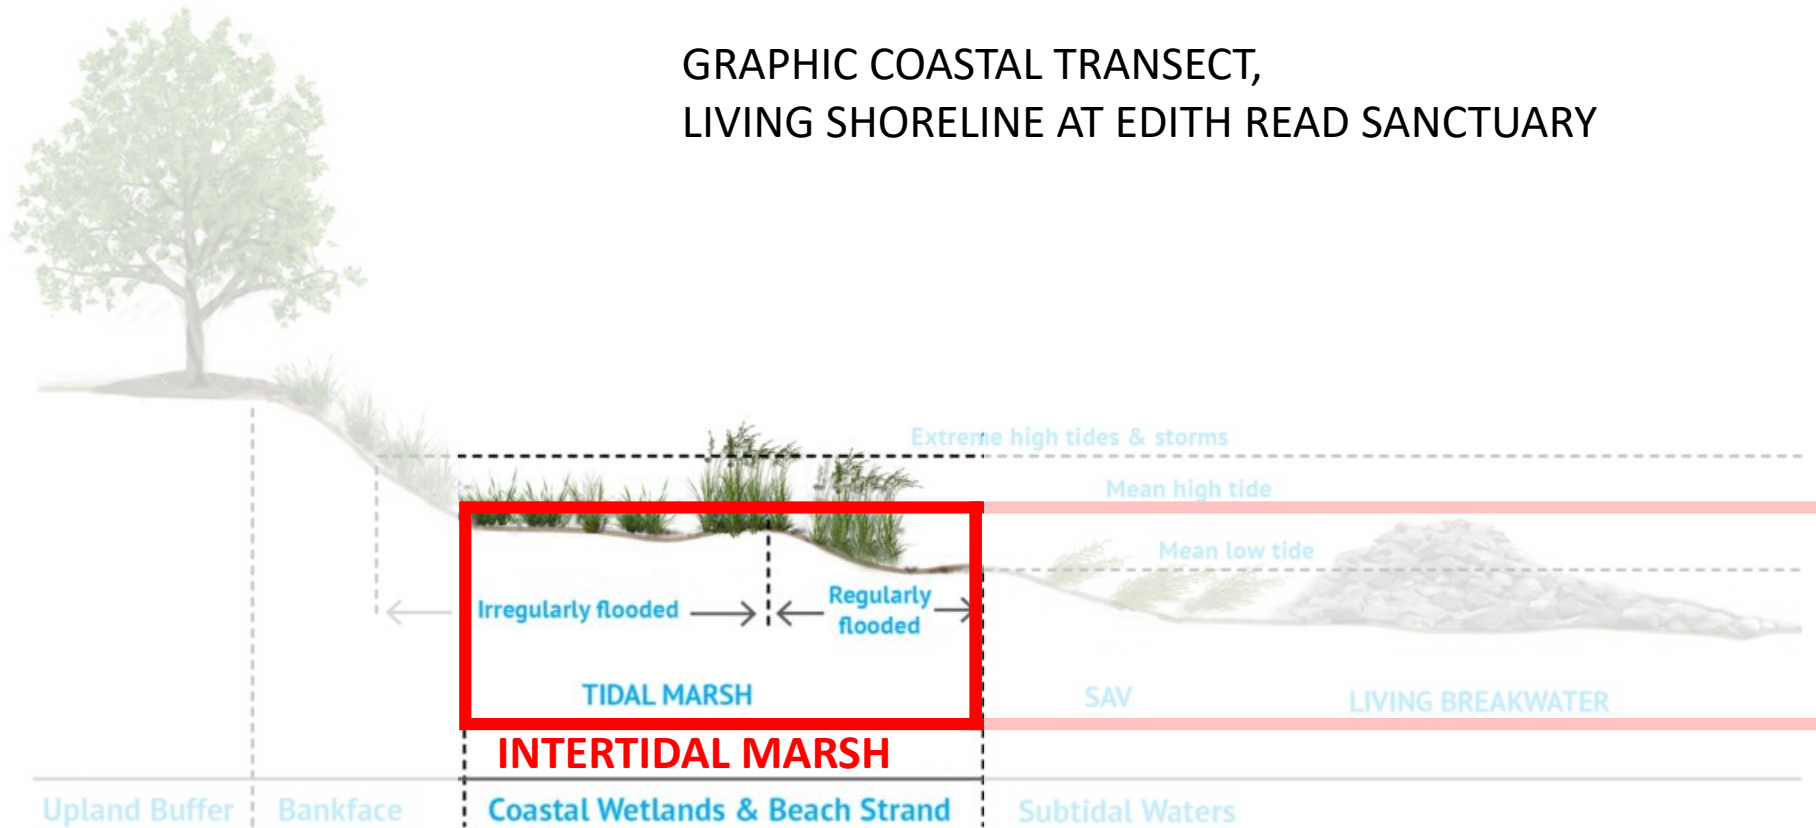 GRAPHIC COASTAL TRANSECT,
LIVING SHORELINE AT EDITH READ SANCTUARY
Extreme high tides & storms
Mean high tide
Mean low tide
Irregularly flooded
Regularly
flooded
TIDAL MARSH
SAV
LIVING BREAKWATER
INTERTIDAL MARSH
Upland Buffer
Bankface
Coastal Wetlands & Beach Strand
Subtidal Waters